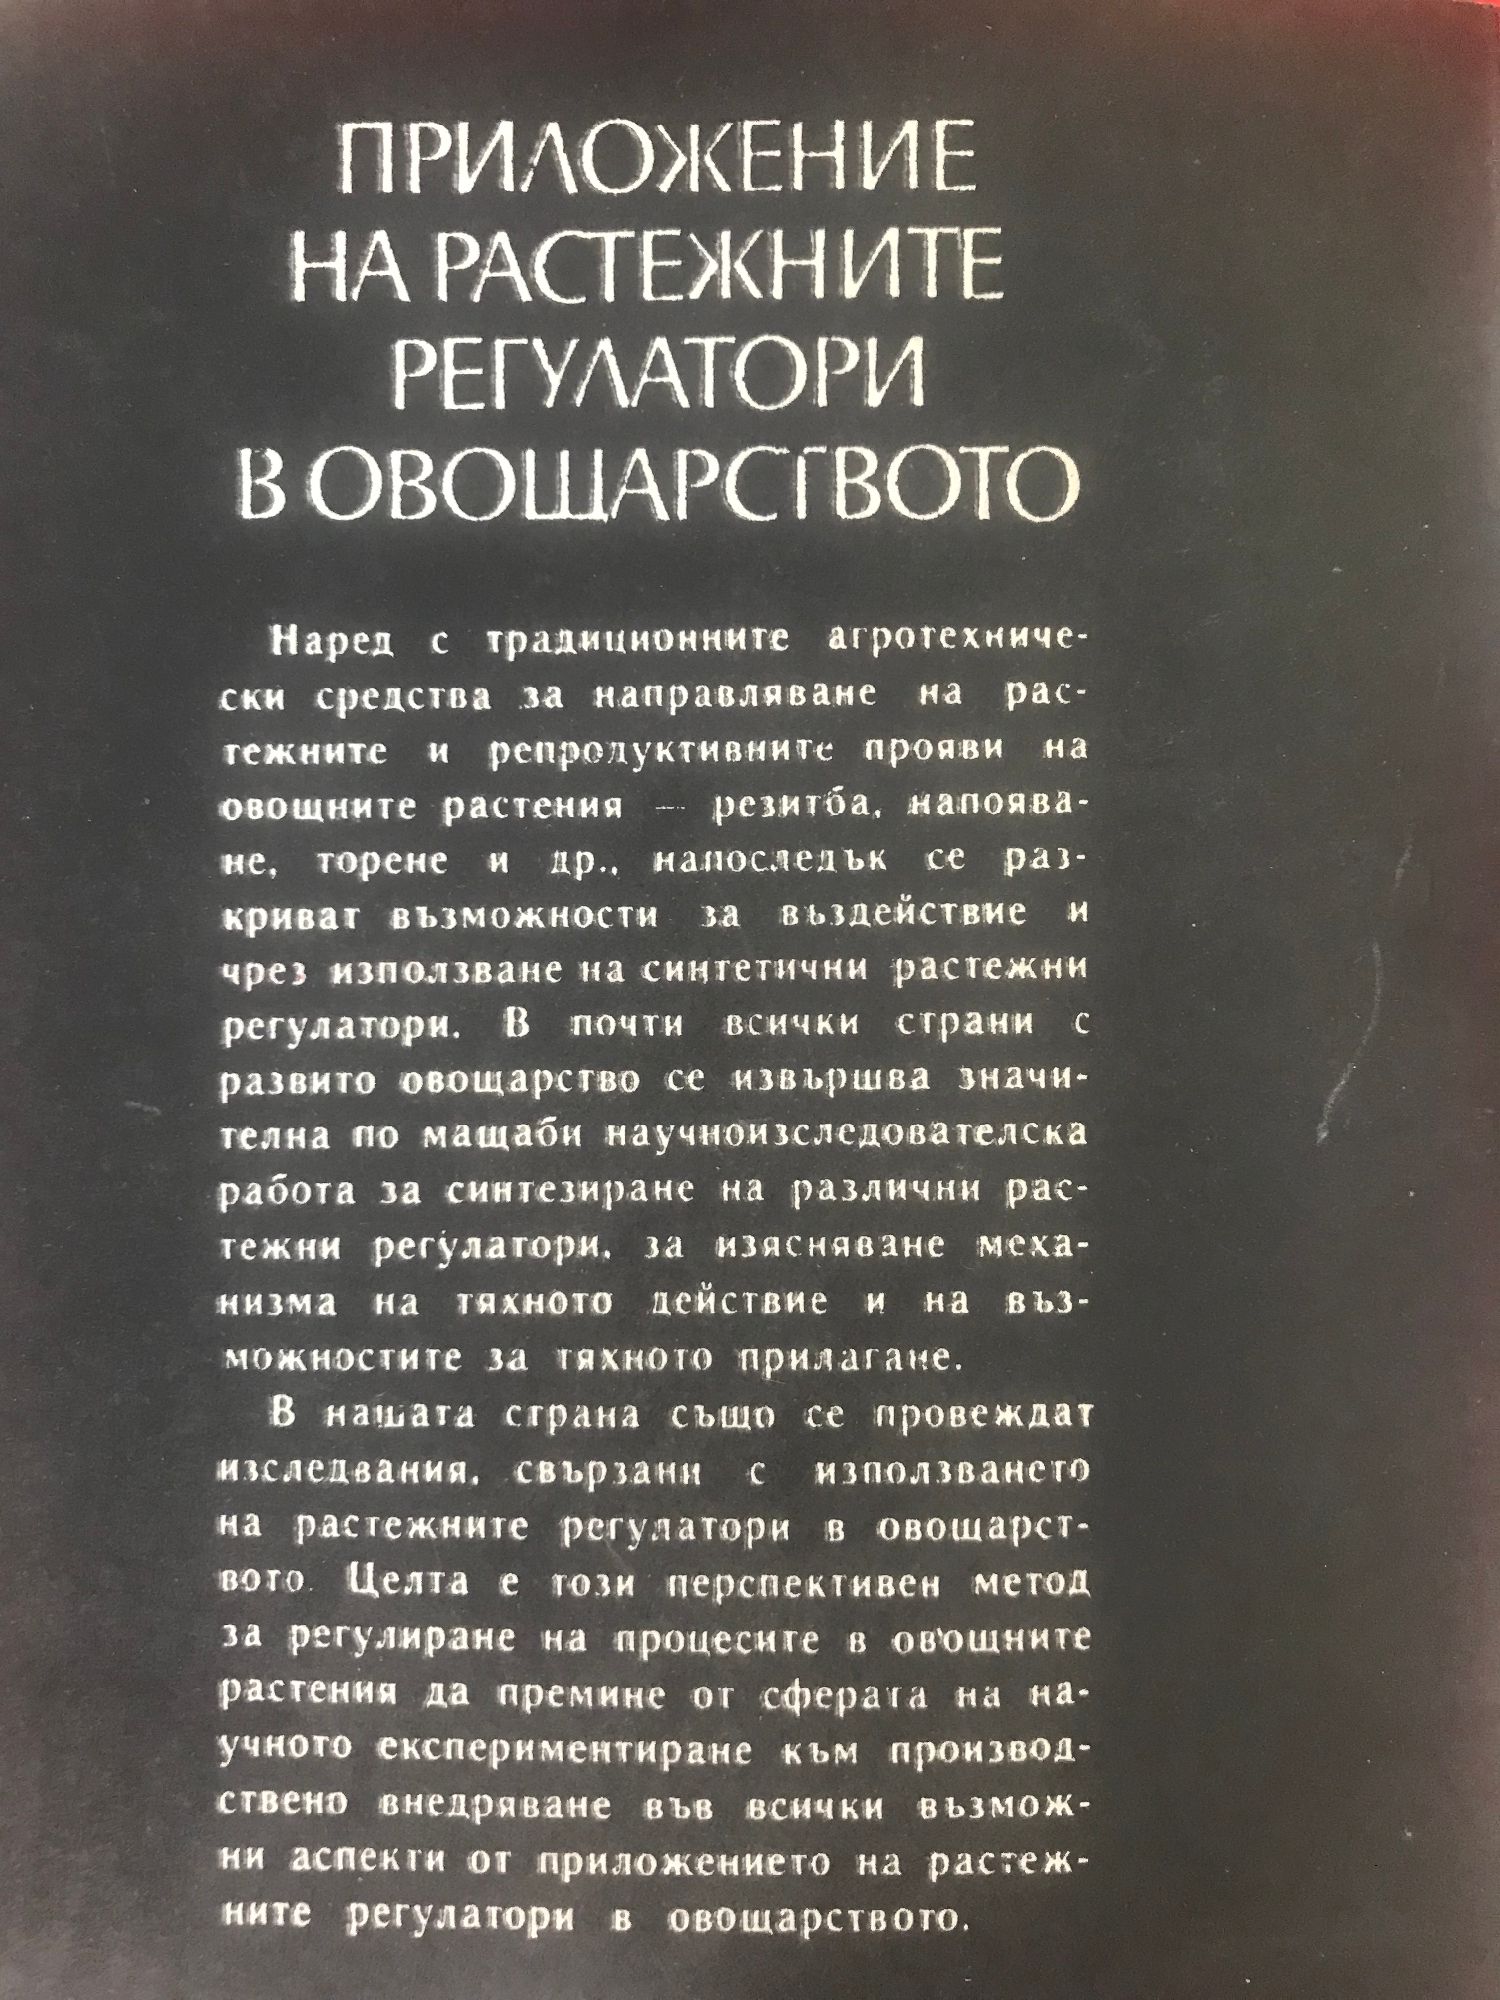 ПРИЛОЖЕНИЕ
НА РАСТЕЖНИТЕ
РЕГУЛАТОРИ
В ОВОЩАРСТВОТО
Наред с традиционните агротехниче-
ски средства за направляване на рас-
тежните и репродуктивните прояви на
овощните растения — резитба, напоява-
не, торене и др., напоследък се раз-
криват възможности за въздействие и
чрез използване на синтетични растежни
регулатори. В почти всички страни с
развито овощарство се извършва значи-
телна по мащаби научноизследователска
работа за синтезиране на различни рас-
тежни регулатори, за изясняване меха-
низма на тяхното действие и на въз-
можностите за тяхното прилагане.
В нашата страна също се провеждат
изследвания, свързани с използването
на растежните регулатори в овощарст-
вото. Целта е този перспективен метод
за регулиране на процесите в овощните
растения да премине от сферата на на-
учното експериментиране към производ-
ствено внедряване във всички възмож-
ни аспекти от приложението на растеж-
ните регулатори в овощарството.